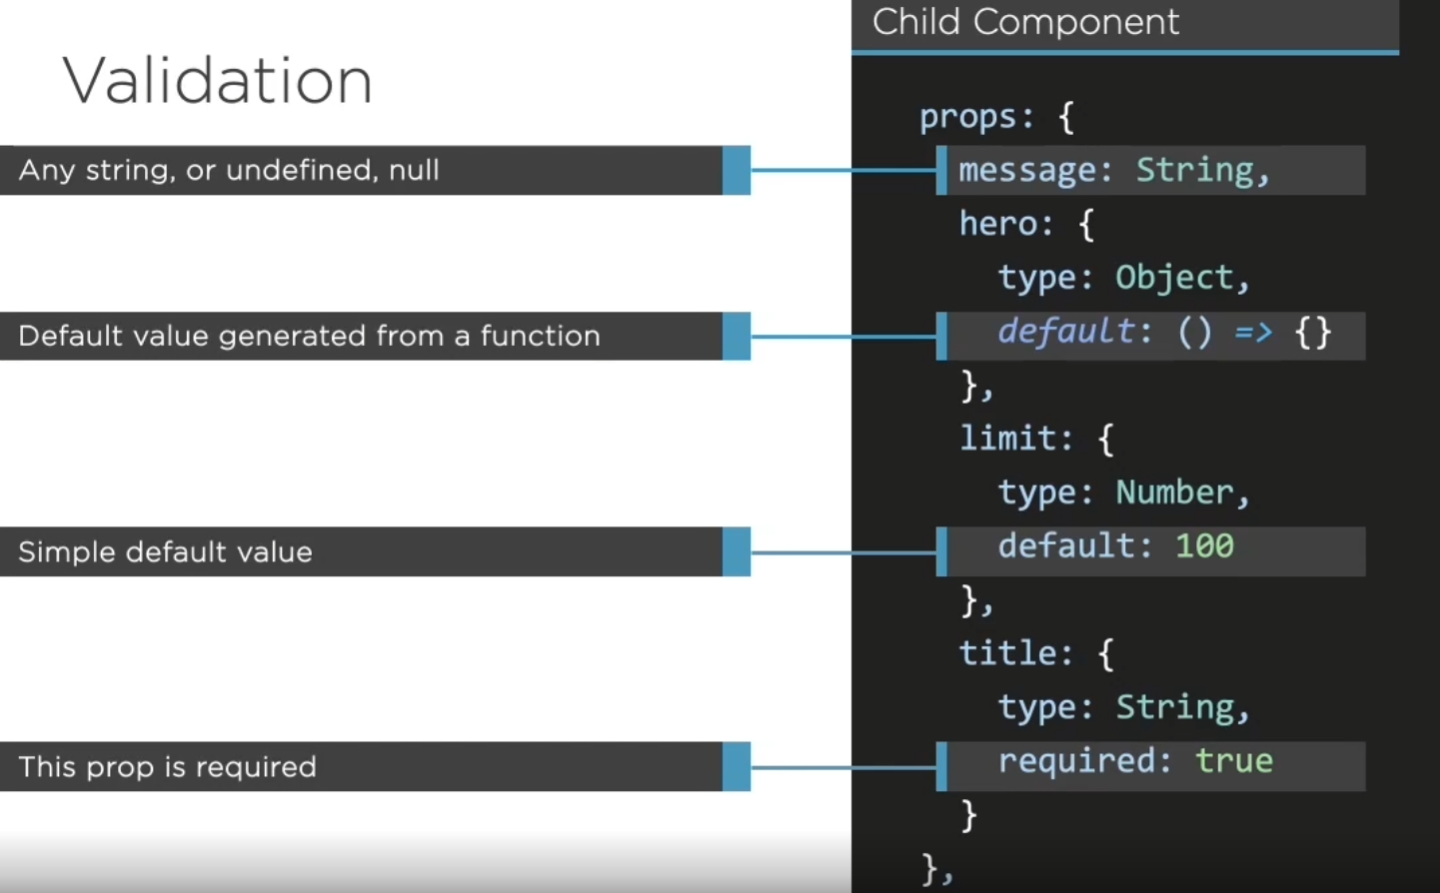 Validation
Any string, or undefined, null
Default value generated from a function
Simple default value
This prop is required
Child Component
props: {
message: String,
hero: {
type: Object,
default: () => {}
},
limit: {
type: Number,
default: 100
},
title: {
type: String,
required: true
}
},